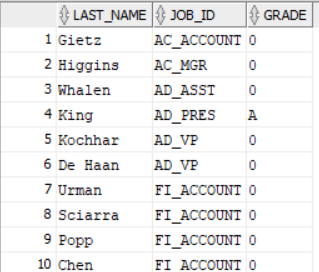 LAST_NAME JOB_ID GRADE
1 Gietz AC_ACCOUNT 0
2 Higgins AC_MGR 0
3 Whalen AD_ASST 0
4 King AD_PRES A
5 Kochhar AD_VP 0
6 De Haan AD_VP 0
7 Urman FI_ACCOUNT 0
8 Sciarra FI_ACCOUNT 0
9 Popp FI_ACCOUNT 0
10 Chen FI_ACCOUNT 0